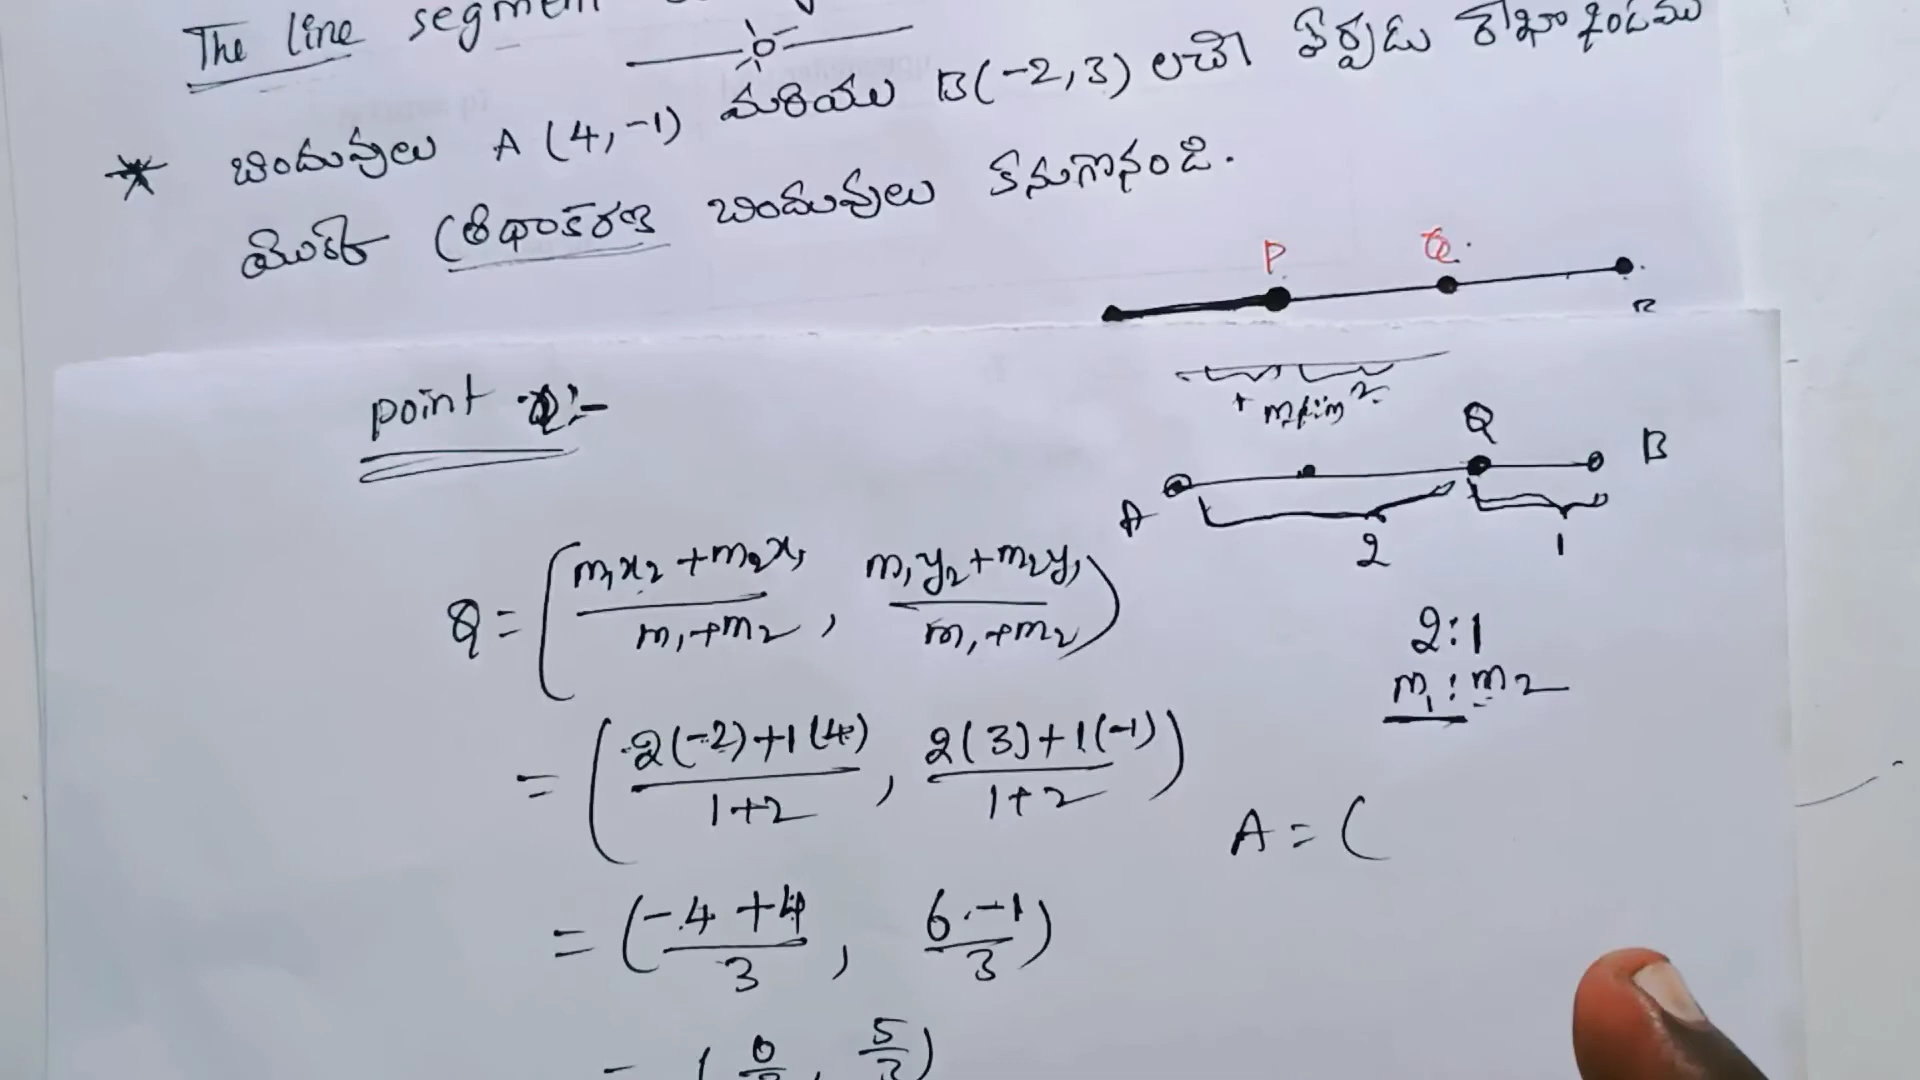 The line segment
* బిందువులు A (4,-1) మరియు B(-2,3) లచే ఏర్పడు రేఖాఖండము
యొక్క త్రిథాకరణ బిందువులు కనుగొనండి.
P Q.
point Q:-
m1:m2
A Q B
2 1
Q = (m1x2+m2x1/m1+m2, m1y2+m2y1/m1+m2)
2:1
m1:m2
= (2(-2)+1(4)/1+2, 2(3)+1(-1)/1+2)
A = (
= (-4+4/3, 6-1/3)
= (0/3, 5/3)